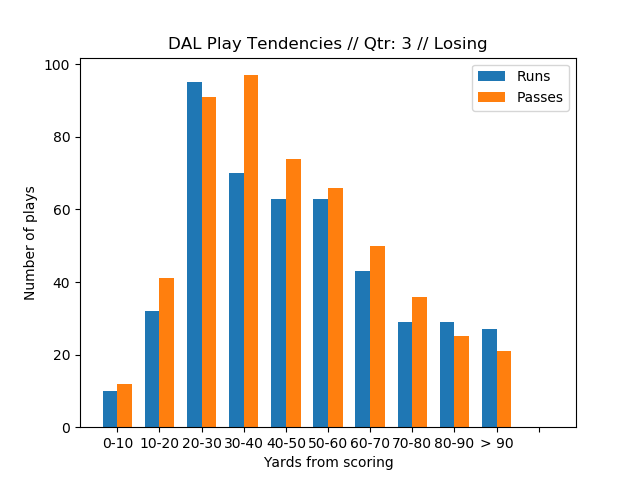 DAL Play Tendencies // Qtr: 3 // Losing
Runs
Passes
100
80
60
40
20
0
Number of plays
0-10 10-20 20-30 30-40 40-50 50-60 60-70 70-80 80-90 > 90
Yards from scoring